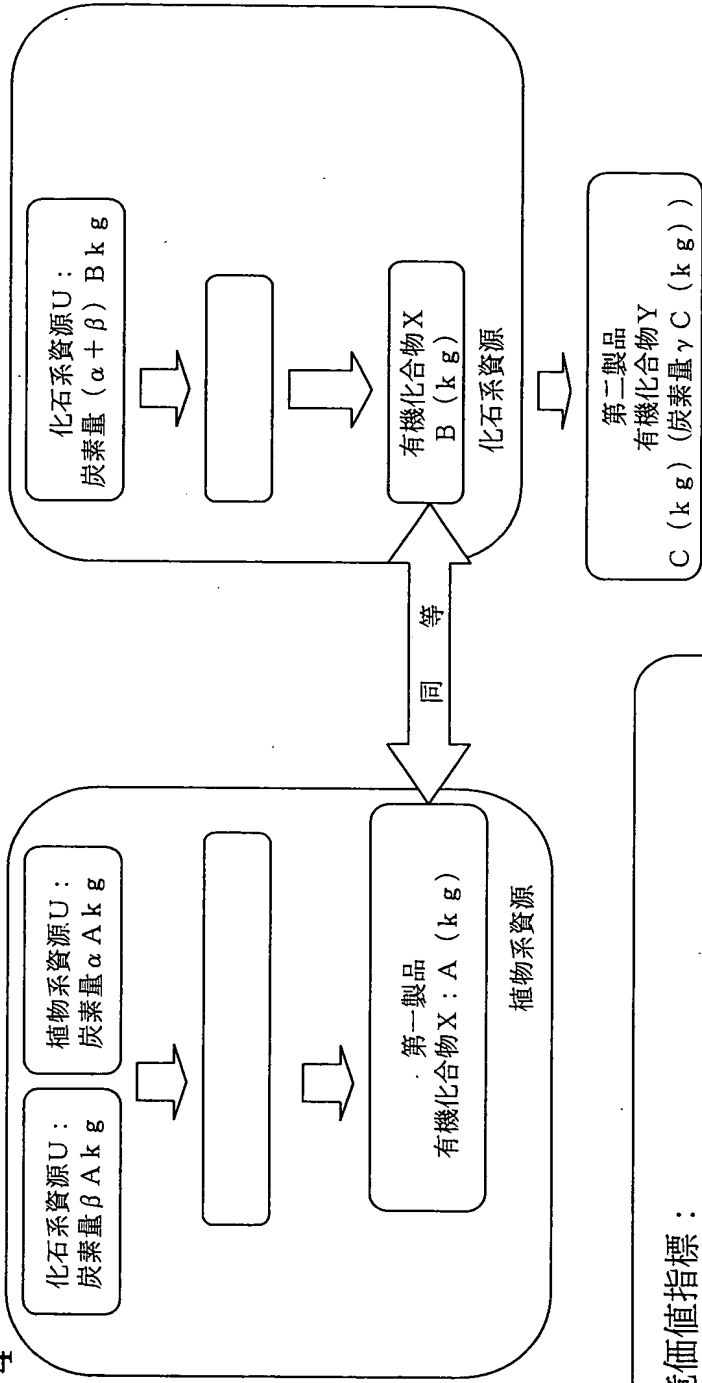 化石系資源U：
炭素量βAkg
植物系資源U：
炭素量αAkg
第一製品
有機化合物X：A（kg）
植物系資源
同　等
化石系資源U：
炭素量（α＋β）Bkg
有機化合物X
B（kg）
化石系資源
第二製品
有機化合物Y
C（kg）（炭素量γC（kg））
価値指標：